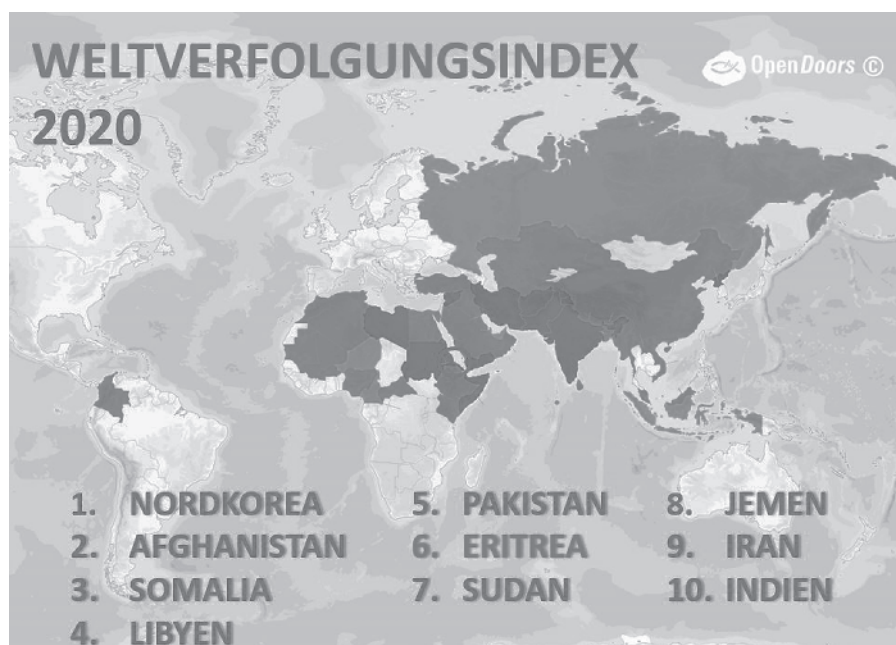 WELTVERFOLGUNGSINDEX
2020
OpenDoors ©
1. NORDKOREA
2. AFGHANISTAN
3. SOMALIA
4. LIBYEN
5. PAKISTAN
6. ERITREA
7. SUDAN
8. JEMEN
9. IRAN
10. INDIEN